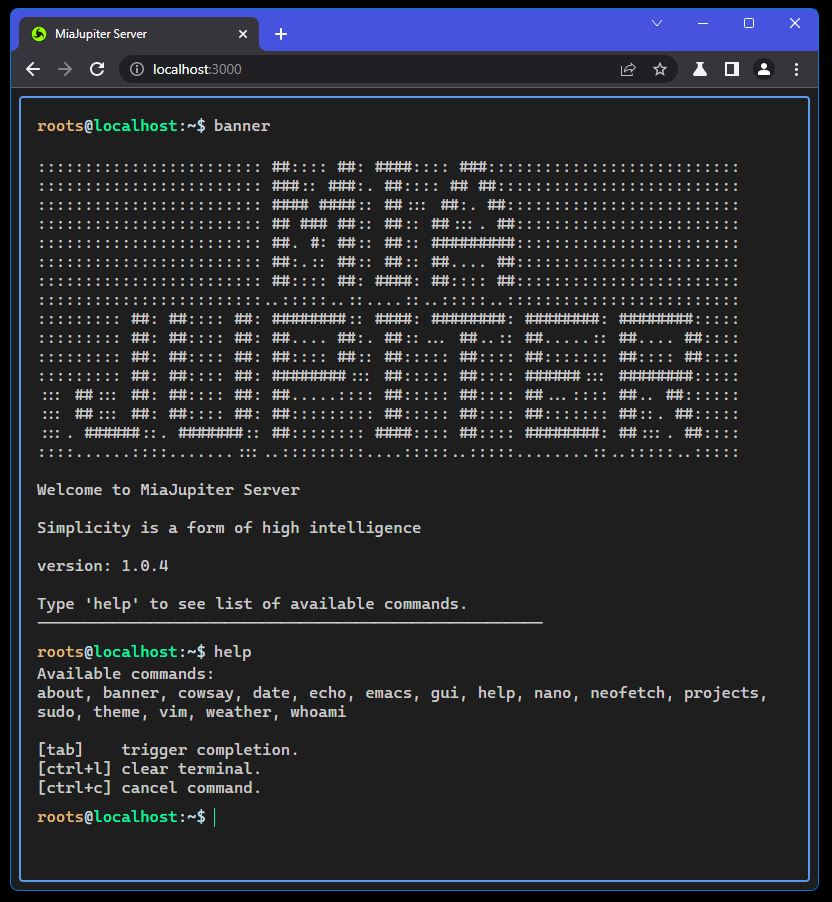 MiaJupiter Server
localhost:3000
roots@localhost:~$ banner
:::::::::::::::::::::::: ##:::: ##: ####:::: ###:::::::::::::::::::::::::::
:::::::::::::::::::::::: ###:: ###:. ##:::: ## ##::::::::::::::::::::::::::
:::::::::::::::::::::::: #### ####:: ##::: ##:. ##:::::::::::::::::::::::::
:::::::::::::::::::::::: ## ### ##:: ##:: ##:::. ##::::::::::::::::::::::::
:::::::::::::::::::::::: ##. #: ##:: ##:: #########::::::::::::::::::::::::
:::::::::::::::::::::::: ##:.:: ##:: ##:: ##.... ##::::::::::::::::::::::::
:::::::::::::::::::::::: ##:::: ##: ####: ##:::: ##::::::::::::::::::::::::
::::::::::::::::::::::::..:::::..::....::..:::::..:::::::::::::::::::::::::
::::::::: ##: ##:::: ##: ########:: ####: ########: ########: ########:::::
::::::::: ##: ##:::: ##: ##.... ##:. ##::... ##..:: ##.....:: ##.... ##::::
::::::::: ##: ##:::: ##: ##:::: ##:: ##::::: ##:::: ##::::::: ##:::: ##::::
::::::::: ##: ##:::: ##: ########::: ##::::: ##:::: ######::: ########:::::
::: ##::: ##: ##:::: ##: ##.....:::: ##::::: ##:::: ##...:::: ##.. ##::::::
::: ##::: ##: ##:::: ##: ##::::::::: ##::::: ##:::: ##::::::: ##::. ##:::::
:::. ######::. #######:: ##::::::::: ####:::: ##:::: ########: ##:::. ##::::
::::......::::.......:::..:::::::::....:::::..:::::........::..:::::..:::::
Welcome to MiaJupiter Server
Simplicity is a form of high intelligence
version: 1.0.4
Type 'help' to see list of available commands.
roots@localhost:~$ help
Available commands:
about, banner, cowsay, date, echo, emacs, gui, help, nano, neofetch, projects,
sudo, theme, vim, weather, whoami
[tab]    trigger completion.
[ctrl+l] clear terminal.
[ctrl+c] cancel command.
roots@localhost:~$